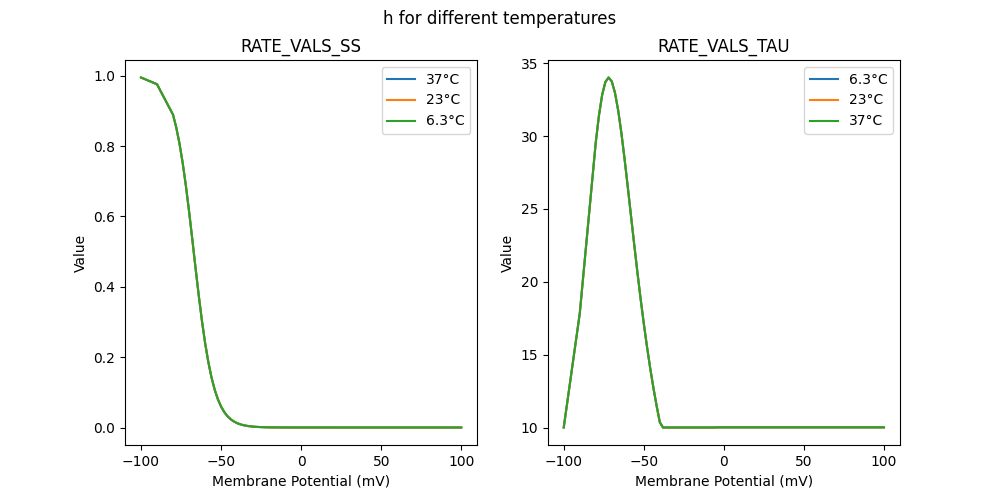 h for different temperatures
RATE_VALS_SS
1.0
0.8
0.6
0.4
0.2
0.0
Value
−100
−50
0
50
100
Membrane Potential (mV)
37°C
23°C
6.3°C
RATE_VALS_TAU
35
30
25
20
15
10
Value
−100
−50
0
50
100
Membrane Potential (mV)
6.3°C
23°C
37°C